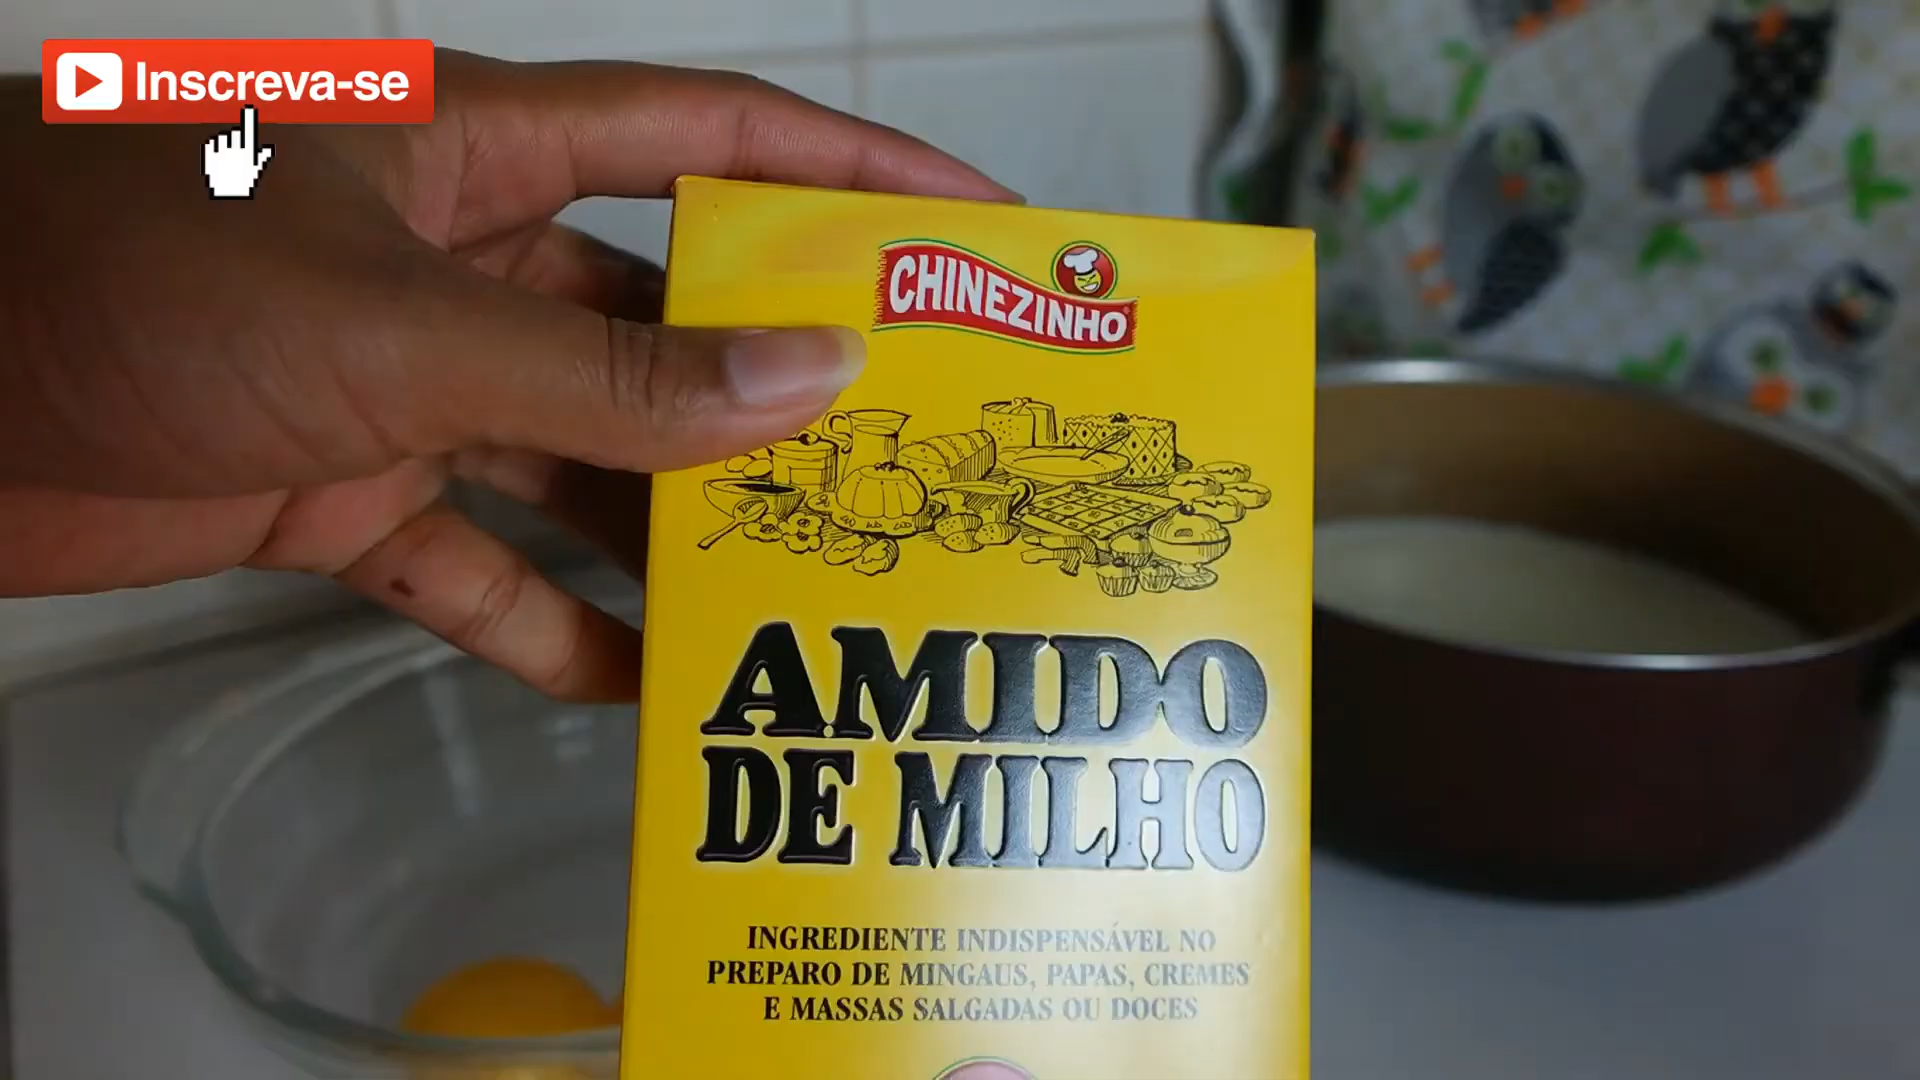 Inscreva-se
CHINEZINHO
AMIDO
DE MILHO
INGREDIENTE INDISPENSÁVEL NO
PREPARO DE MINGAUS, PAPAS, CREMES
E MASSAS SALGADAS OU DOCES